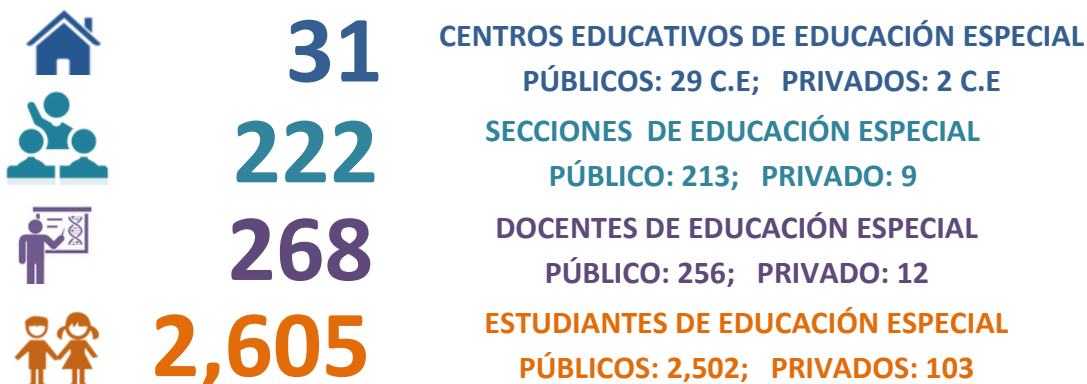 31
CENTROS EDUCATIVOS DE EDUCACIÓN ESPECIAL
PÚBLICOS: 29 C.E; PRIVADOS: 2 C.E
222
SECCIONES DE EDUCACIÓN ESPECIAL
PÚBLICO: 213; PRIVADO: 9
268
DOCENTES DE EDUCACIÓN ESPECIAL
PÚBLICO: 256; PRIVADO: 12
2,605
ESTUDIANTES DE EDUCACIÓN ESPECIAL
PÚBLICOS: 2,502; PRIVADOS: 103